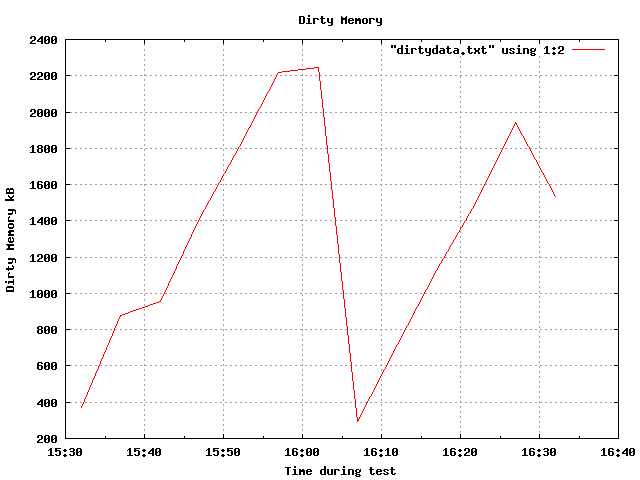 Dirty Memory
2400
2200
2000
1800
1600
1400
1200
1000
800
600
400
200
"dirtydata.txt" using 1:2
Dirty Memory kB
15:30 15:40 15:50 16:00 16:10 16:20 16:30 16:40
Time during test